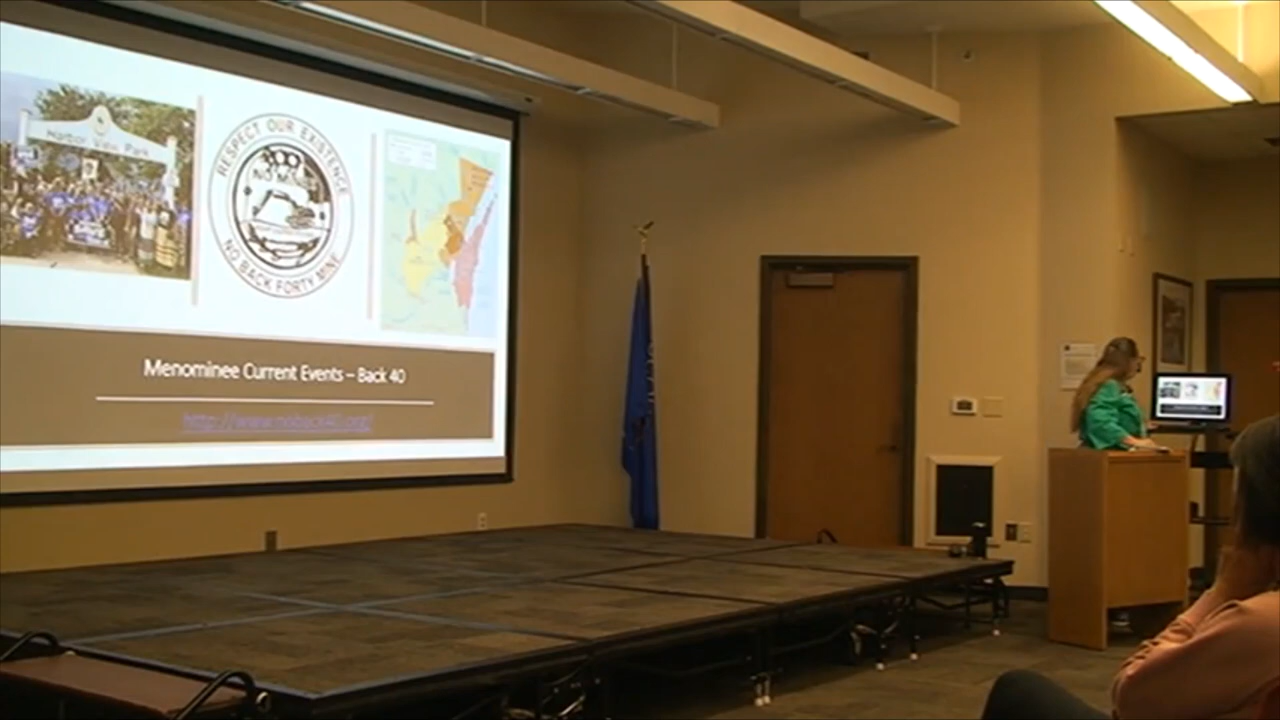 Harbor View Park
RESPECT OUR EXISTENCE
NO BACK FORTY MINE
Menominee Current Events – Back 40
http://www.noback40.org/